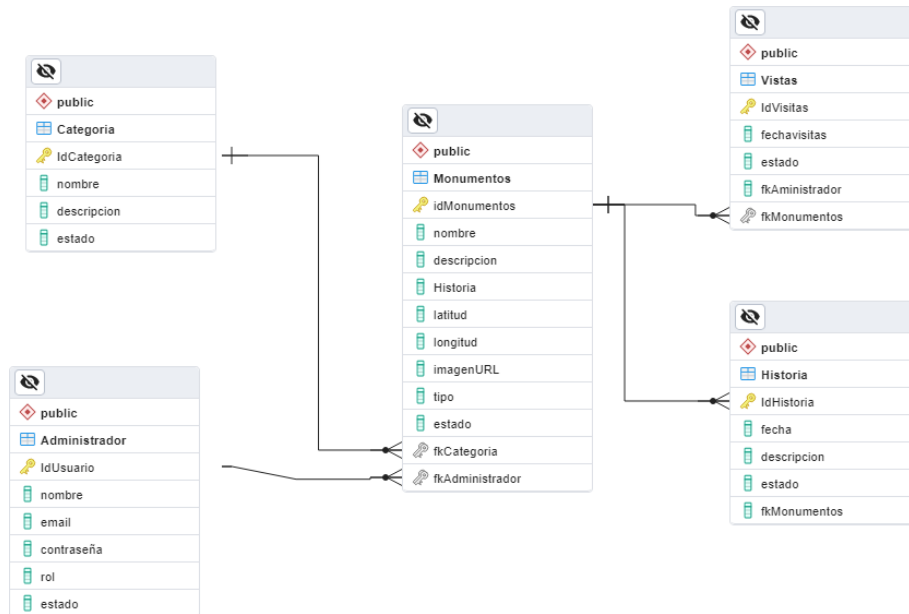 public
Categoria
IdCategoria
nombre
descripcion
estado
public
Administrador
IdUsuario
nombre
email
contraseña
rol
estado
public
Monumentos
idMonumentos
nombre
descripcion
Historia
latitud
longitud
imagenURL
tipo
estado
fkCategoria
fkAdministrador
public
Vistas
IdVisitas
fechavisitas
estado
fkAministrador
fkMonumentos
public
Historia
IdHistoria
fecha
descripcion
estado
fkMonumentos